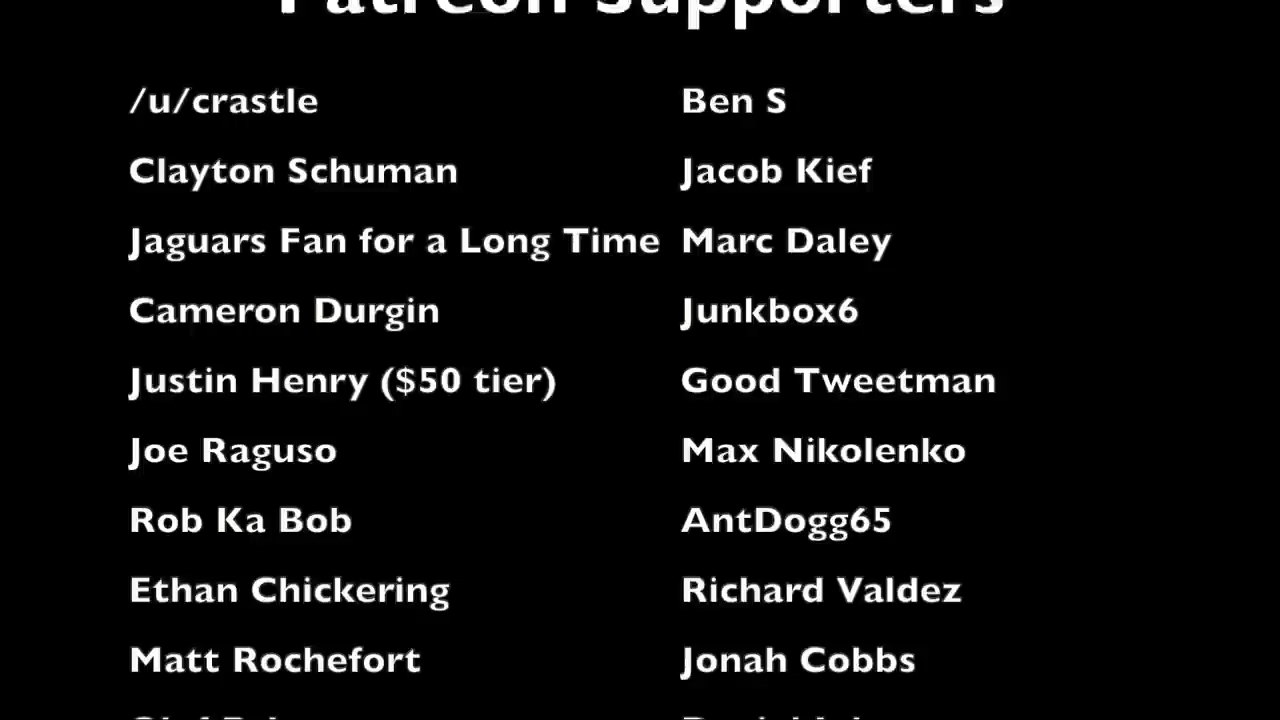 Patreon Supporters
/u/crastle
Ben S
Clayton Schuman
Jacob Kief
Jaguars Fan for a Long Time
Marc Daley
Cameron Durgin
Junkbox6
Justin Henry ($50 tier)
Good Tweetman
Joe Raguso
Max Nikolenko
Rob Ka Bob
AntDogg65
Ethan Chickering
Richard Valdez
Matt Rochefort
Jonah Cobbs